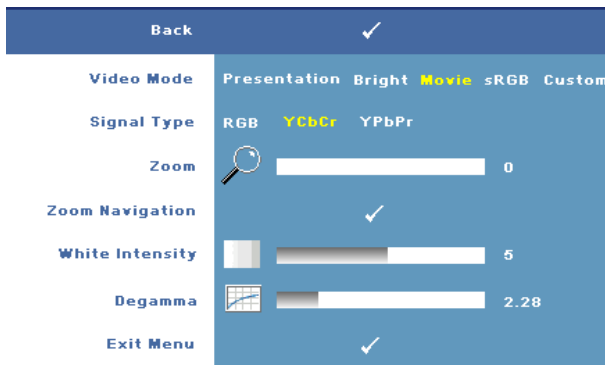 Back
Video Mode Presentation Bright Movie sRGB Custom
Signal Type RGB YCbCr YPbPr
Zoom 0
Zoom Navigation
White Intensity 5
Degamma 2.28
Exit Menu